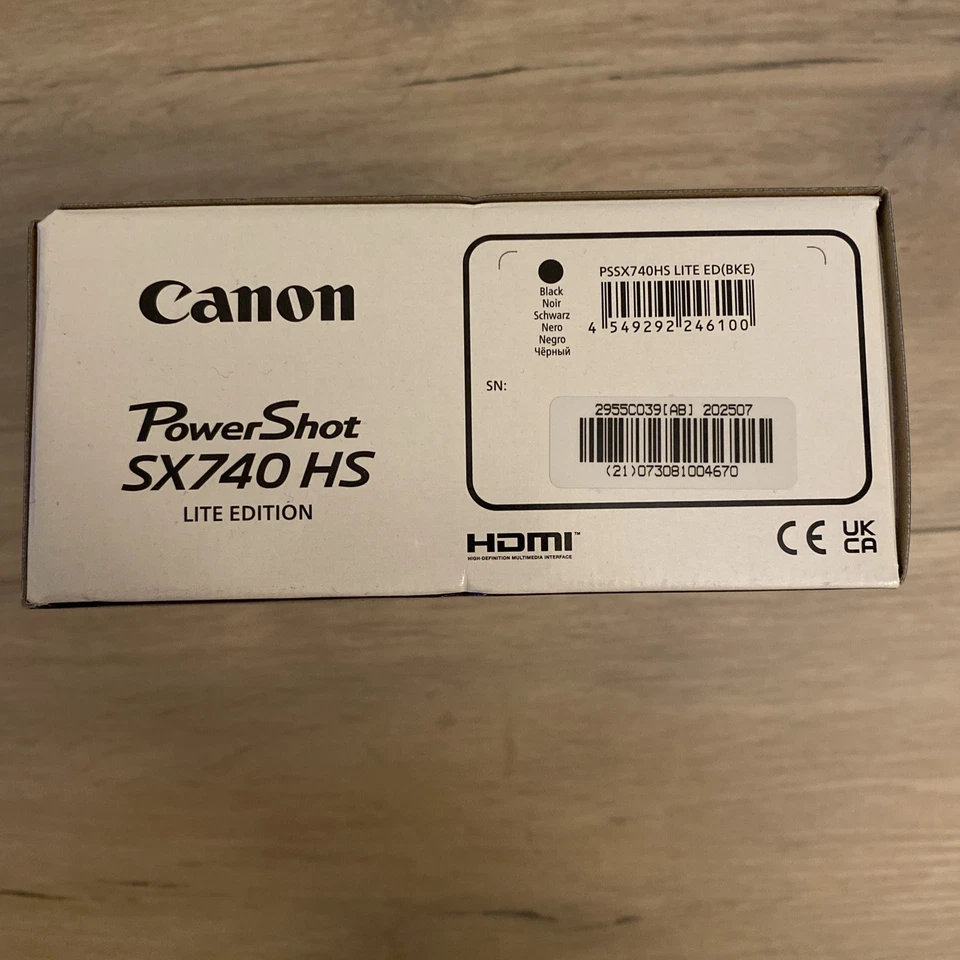 Canon
PowerShot
SX740 HS
LITE EDITION
PSSX740HS LITE ED(BKE)
Black
Noir
Schwarz
Nero
Negro
Чёрный
4 549292 246100
SN:
2955C039[AB] 202507
(21)073081004670
HDMI™
HIGH-DEFINITION MULTIMEDIA INTERFACE
CE
UK
CA